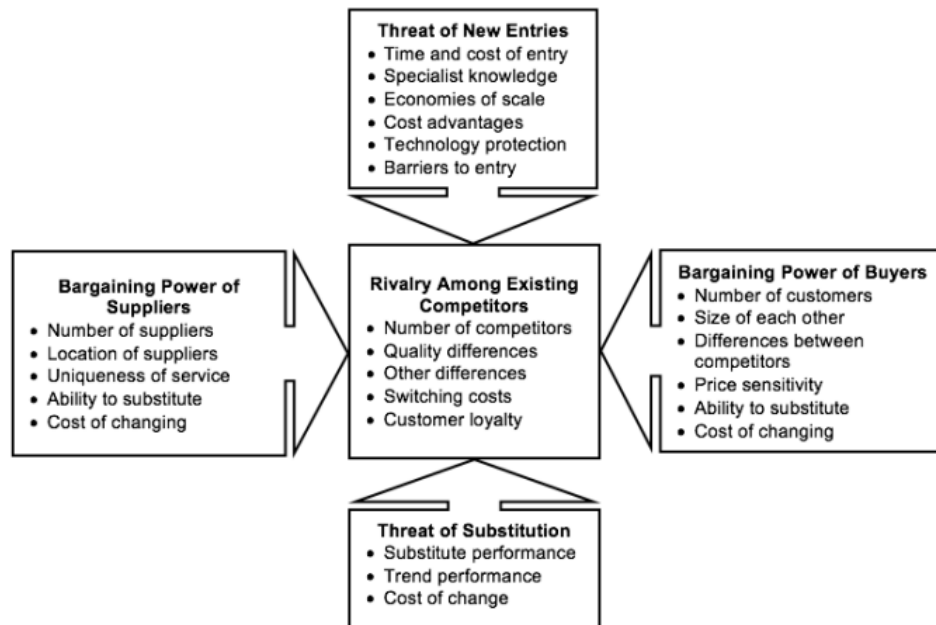 Threat of New Entries
• Time and cost of entry
• Specialist knowledge
• Economies of scale
• Cost advantages
• Technology protection
• Barriers to entry
Bargaining Power of
Suppliers
• Number of suppliers
• Location of suppliers
• Uniqueness of service
• Ability to substitute
• Cost of changing
Rivalry Among Existing
Competitors
• Number of competitors
• Quality differences
• Other differences
• Switching costs
• Customer loyalty
Bargaining Power of Buyers
• Number of customers
• Size of each other
• Differences between
competitors
• Price sensitivity
• Ability to substitute
• Cost of changing
Threat of Substitution
• Substitute performance
• Trend performance
• Cost of change